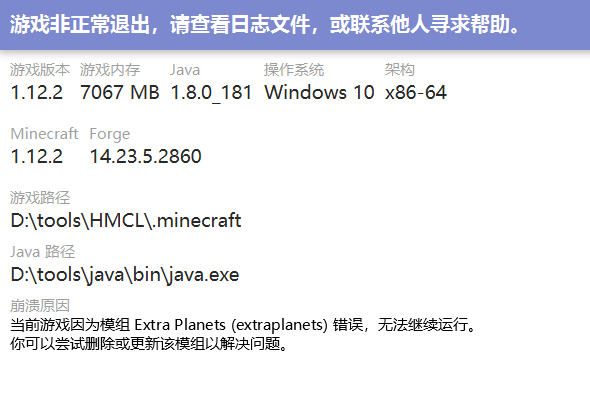 游戏非正常退出，请查看日志文件，或联系他人寻求帮助。
游戏版本 游戏内存 Java 操作系统 架构
1.12.2 7067 MB 1.8.0_181 Windows 10 x86-64
Minecraft Forge
1.12.2 14.23.5.2860
游戏路径
D:\tools\HMCL\.minecraft
Java 路径
D:\tools\java\bin\java.exe
崩溃原因
当前游戏因为模组 Extra Planets (extraplanets) 错误，无法继续运行。
你可以尝试删除或更新该模组以解决问题。